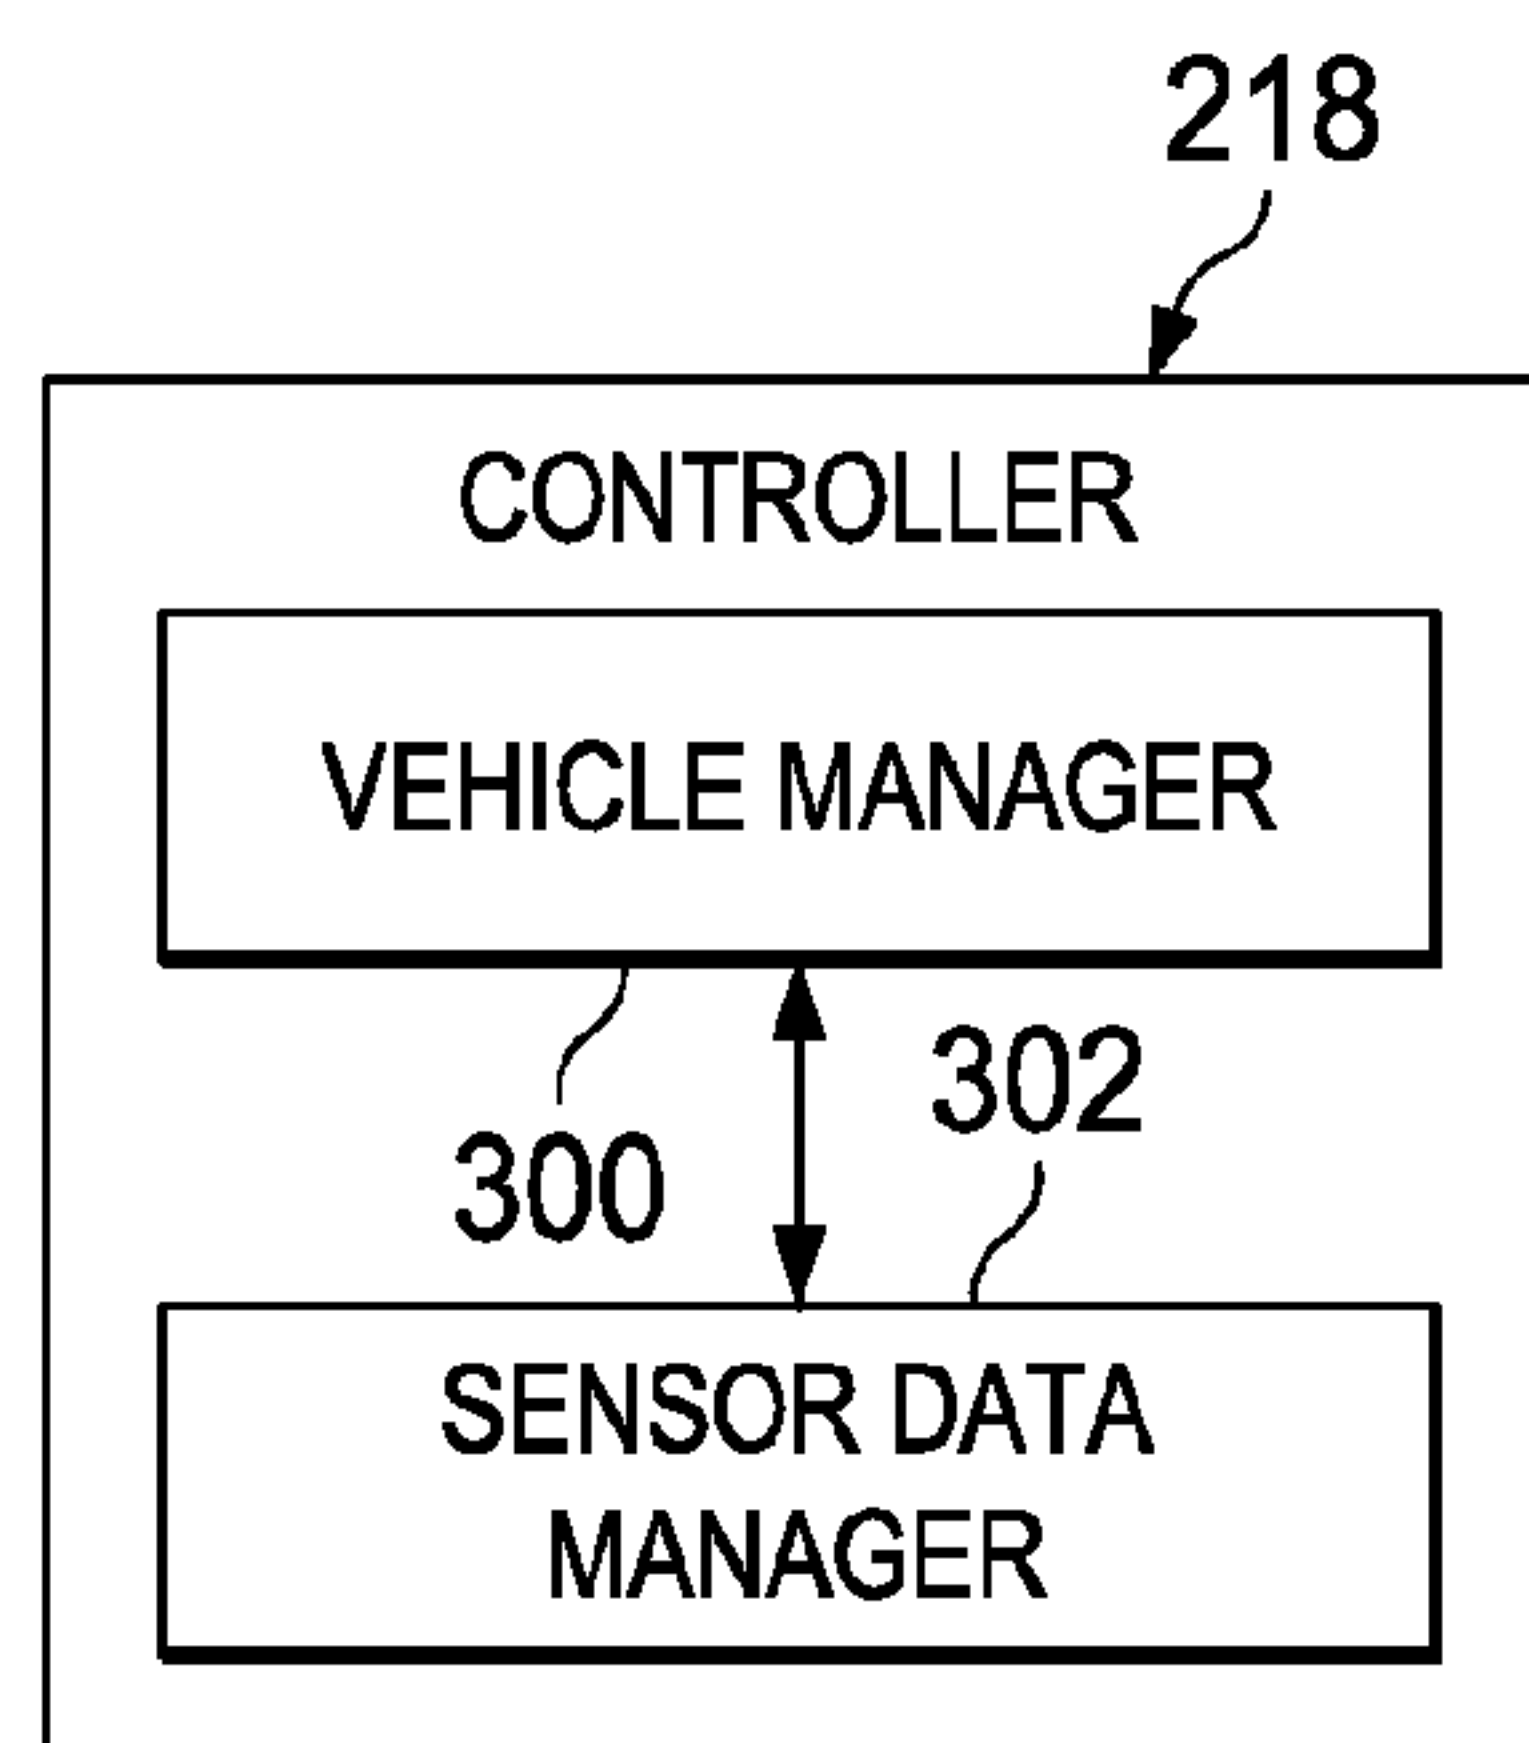 218
CONTROLLER
VEHICLE MANAGER
302
300
SENSOR DATA
MANAGER